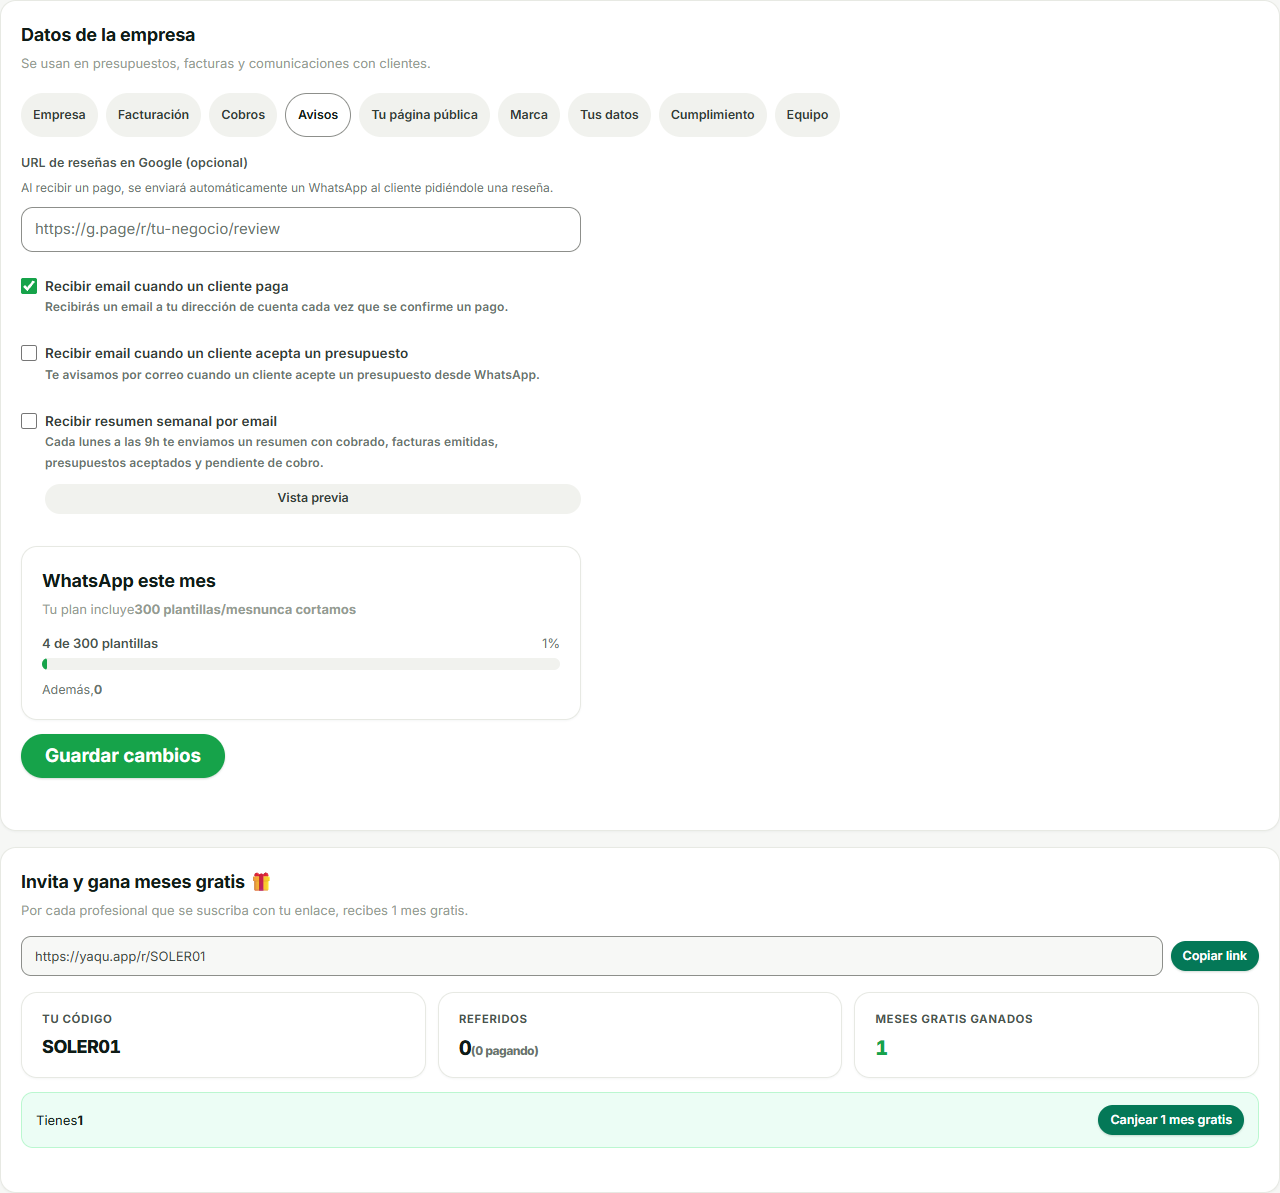 Datos de la empresa
Se usan en presupuestos, facturas y comunicaciones con clientes.
Empresa Facturación Cobros Avisos Tu página pública Marca Tus datos Cumplimiento Equipo
URL de reseñas en Google (opcional)
Al recibir un pago, se enviará automáticamente un WhatsApp al cliente pidiéndole una reseña.
https://g.page/r/tu-negocio/review
Recibir email cuando un cliente paga
Recibirás un email a tu dirección de cuenta cada vez que se confirme un pago.
Recibir email cuando un cliente acepta un presupuesto
Te avisamos por correo cuando un cliente acepte un presupuesto desde WhatsApp.
Recibir resumen semanal por email
Cada lunes a las 9h te enviamos un resumen con cobrado, facturas emitidas,
presupuestos aceptados y pendiente de cobro.
Vista previa
WhatsApp este mes
Tu plan incluye300 plantillas/mesnunca cortamos
4 de 300 plantillas 1%
Además,0
Guardar cambios
Invita y gana meses gratis 🎁
Por cada profesional que se suscriba con tu enlace, recibes 1 mes gratis.
https://yaqu.app/r/SOLER01 Copiar link
TU CÓDIGO REFERIDOS MESES GRATIS GANADOS
SOLER01 0(0 pagando) 1
Tienes1 Canjear 1 mes gratis